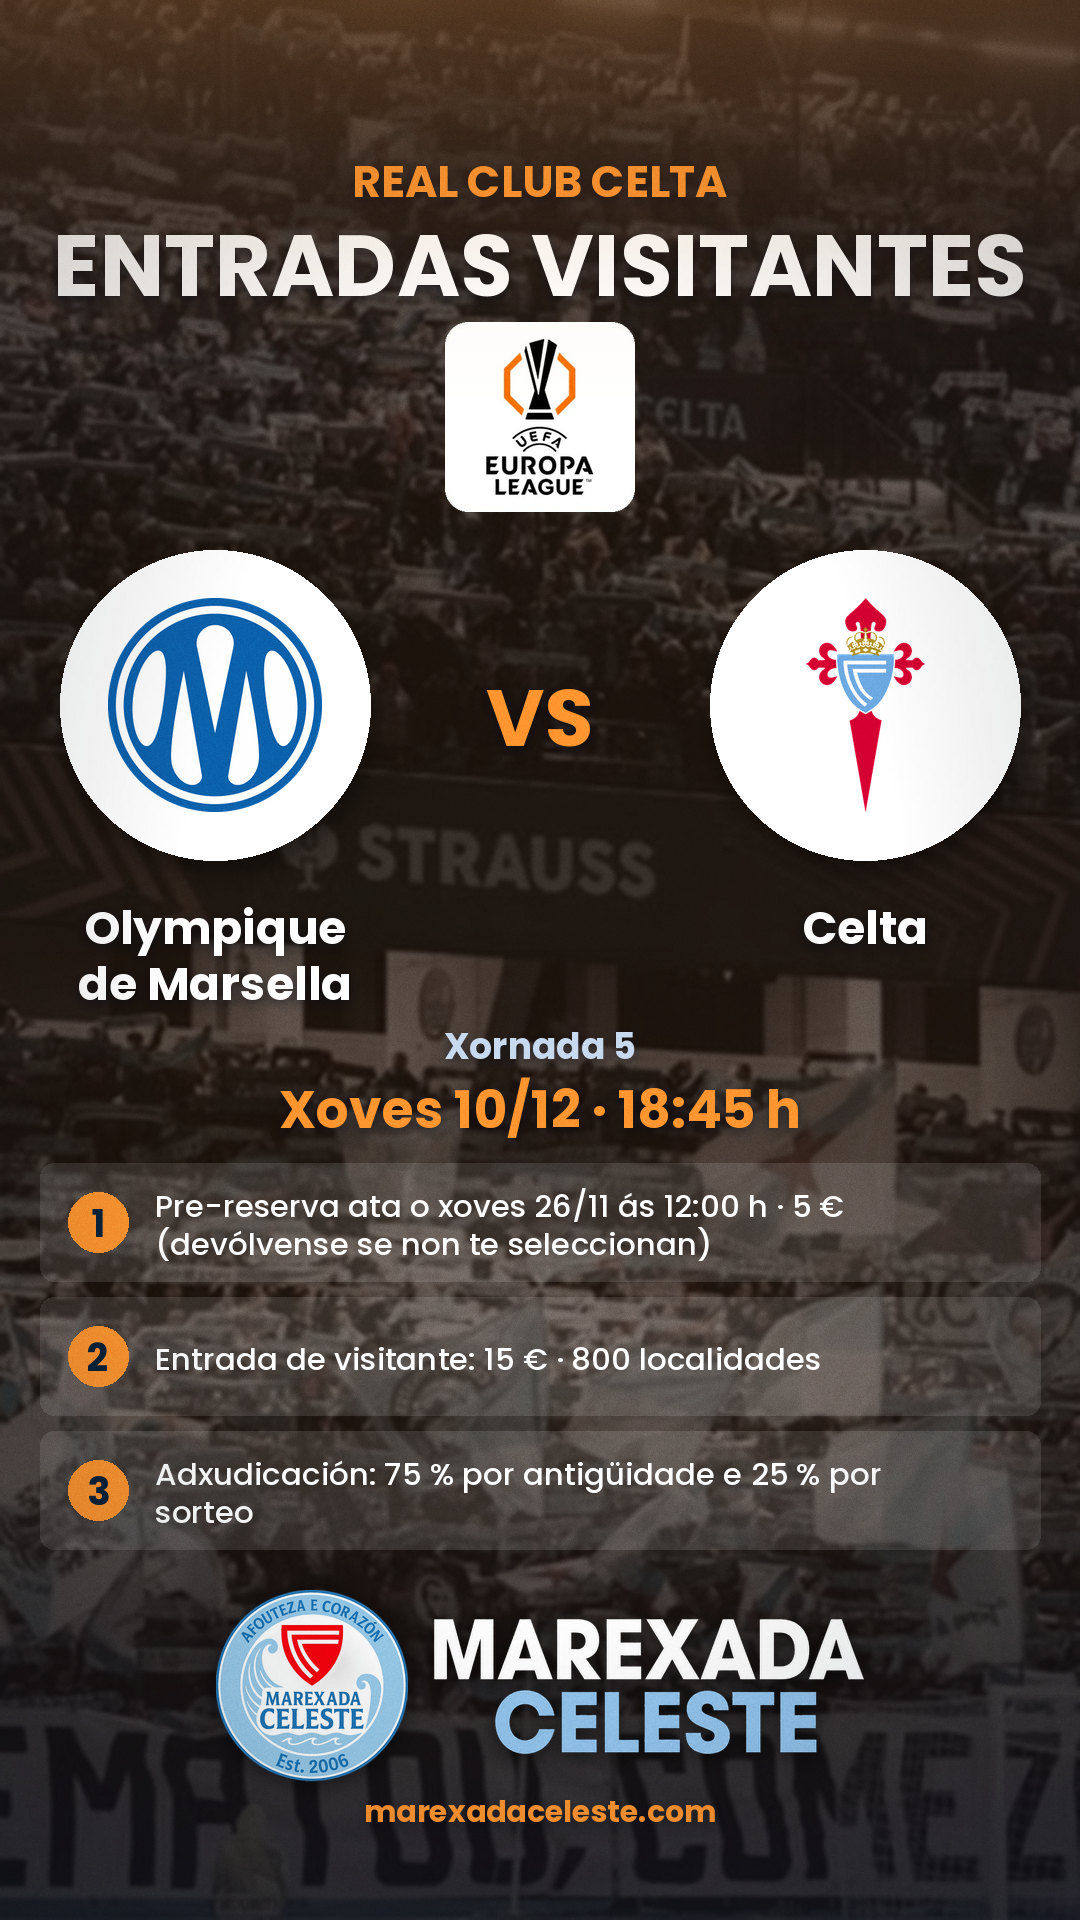 REAL CLUB CELTA
ENTRADAS VISITANTES
CELTA
UEFA
EUROPA
LEAGUE
VS
STRAUSS
Olympique
de Marsella
Celta
Xornada 5
Xoves 10/12 · 18:45 h
1
Pre-reserva ata o xoves 26/11 ás 12:00 h · 5 €
(devólvense se non te seleccionan)
2
Entrada de visitante: 15 € · 800 localidades
3
Adxudicación: 75 % por antigüidade e 25 % por
sorteo
AFOUTEZA E CORAZÓN
MAREXADA
CELESTE
Est. 2006
MAREXADA
CELESTE
marexadaceleste.com